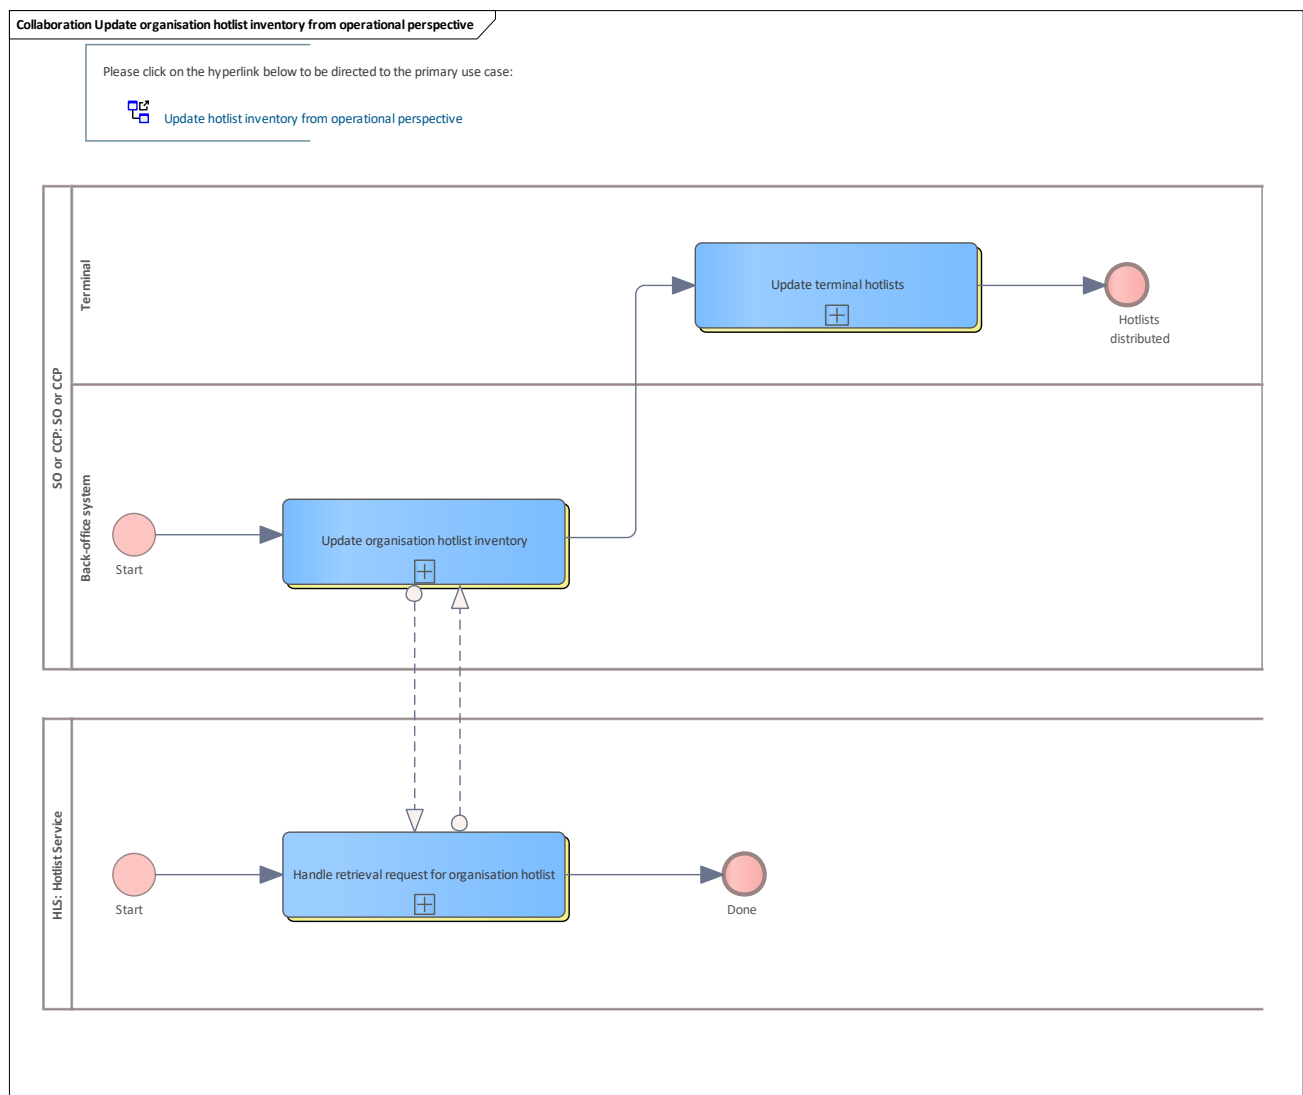 Collaboration Update organisation hotlist inventory from operational perspective
Please click on the hyperlink below to be directed to the primary use case:
Update hotlist inventory from operational perspective
SO or CCP: SO or CCP
Terminal
Update terminal hotlists
Hotlists
distributed
Back-office system
Start
Update organisation hotlist inventory
HLS: Hotlist Service
Start
Handle retrieval request for organisation hotlist
Done